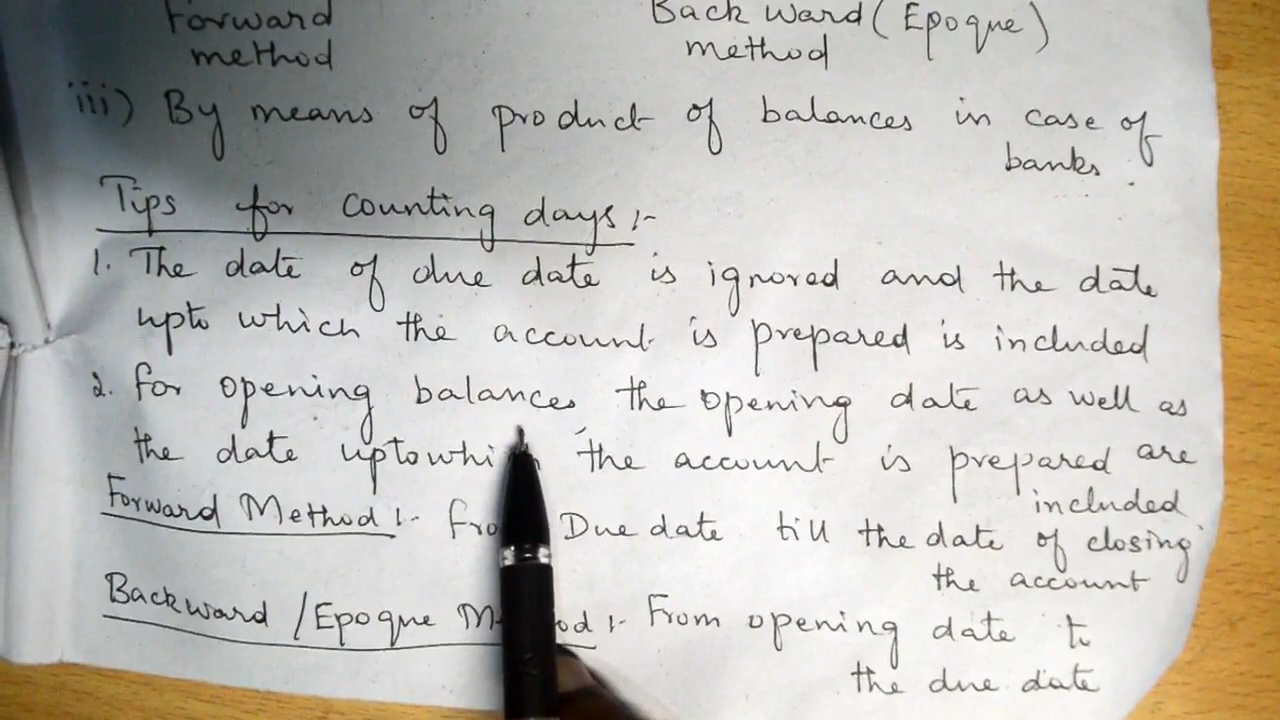 Forward Back Ward (Epoque)
method method
iii) By means of product of balances in case of
banks.
Tips for counting days :-
1. The date of due date is ignored and the date
upto which the account is prepared is included
2. for opening balances the opening date as well as
the date upto the account is prepared are
included
Forward Method :- Due date till the date of closing
the account
Backward / Epoque :- From opening date to
the due date